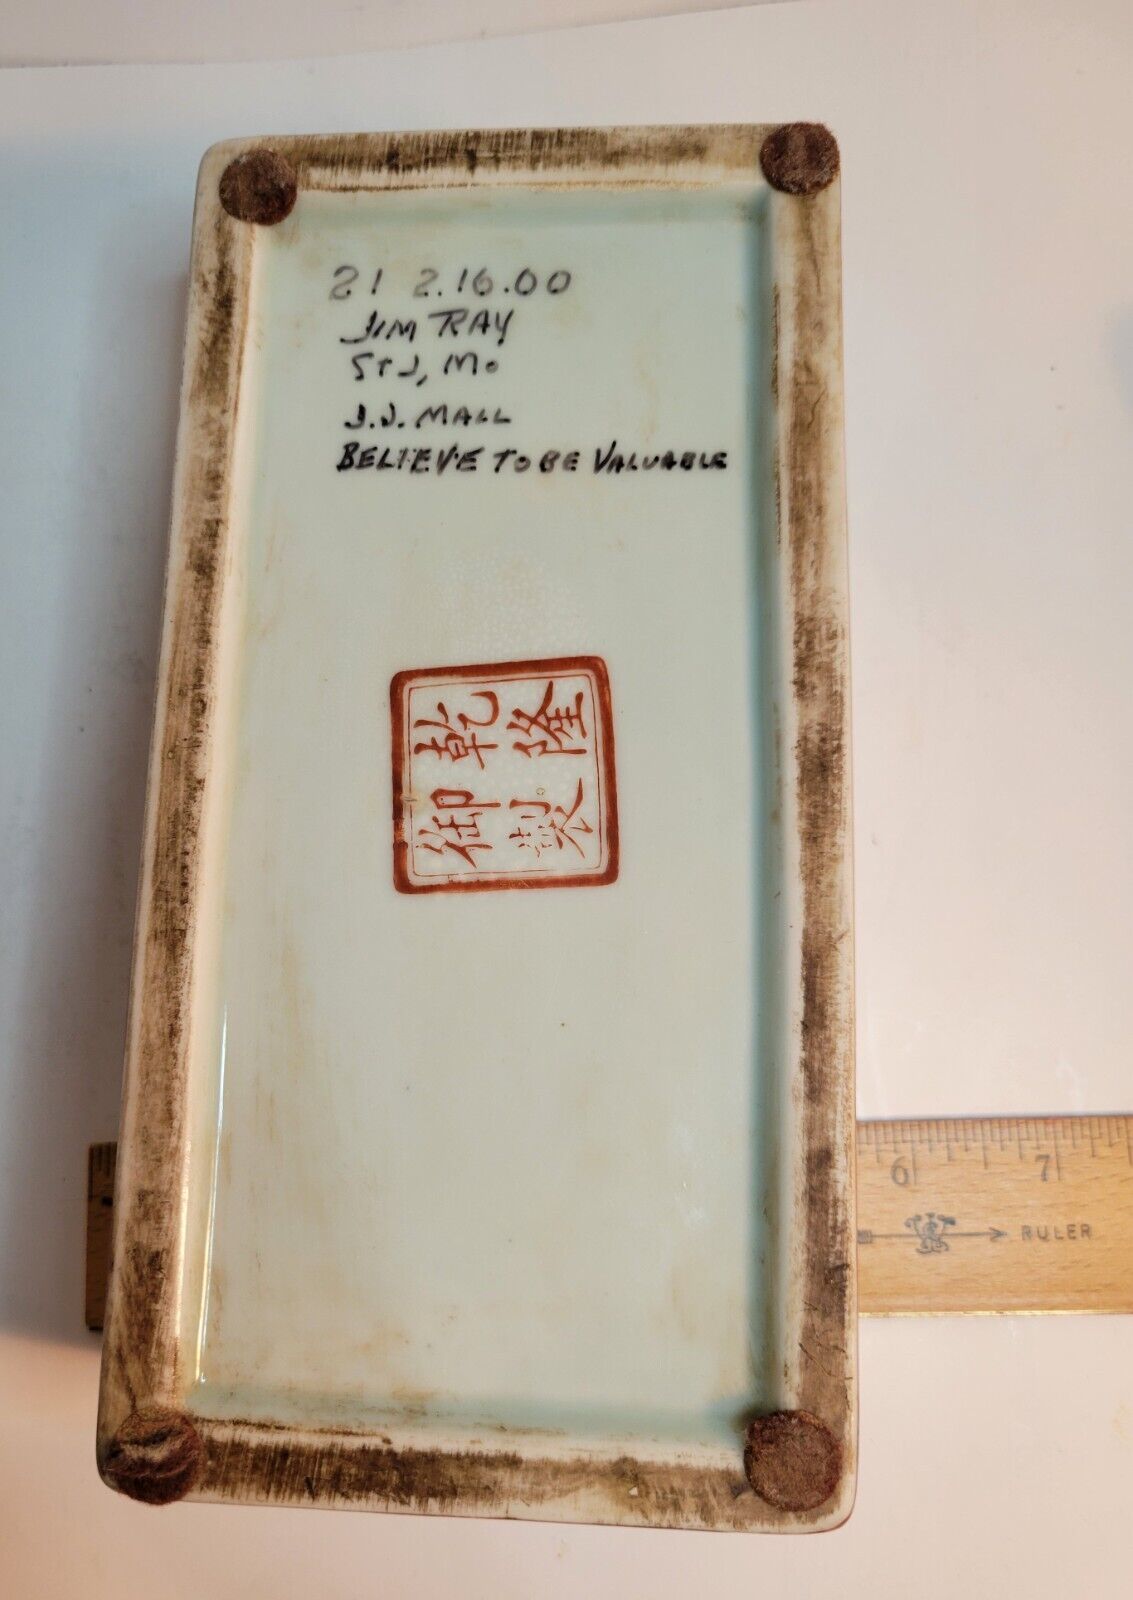 21 2.16.00
JIM RAY
ST J, Mo
J.J. MALL
BELIEVE TO BE VALUABLE
乾隆
御製
6 7
RULER